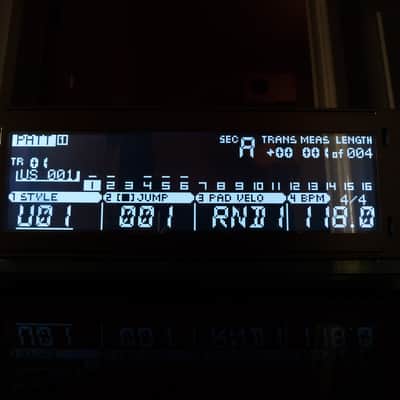 PATT SEC A TRANS MEAS LENGTH
+00 001 of 004
TR 01
US 001
1 2 3 4 5 6 7 8 9 10 11 12 13 14 15 16
1 STYLE 2 [■]JUMP 3 PAD VELO 4 BPM 4/4
U01 001 RND1 118.0